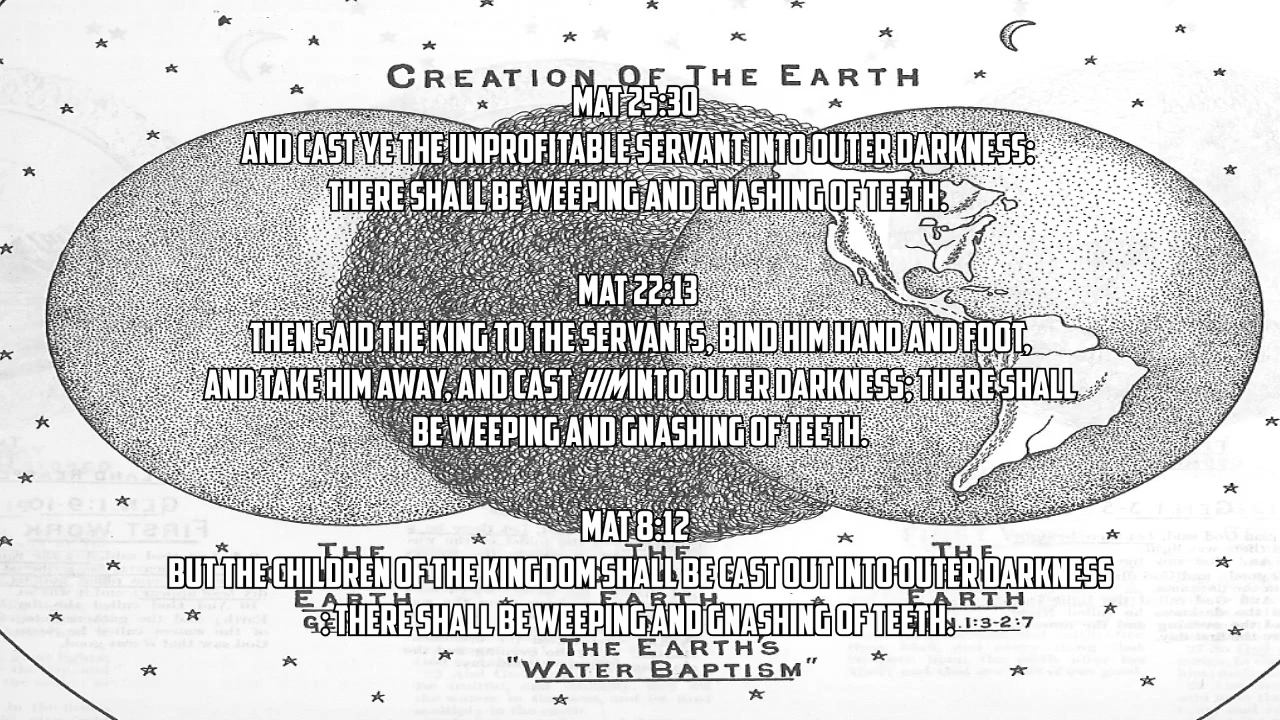 CREATION OF THE EARTH
MAT 25:30
AND CAST YE THE UNPROFITABLE SERVANT INTO OUTER DARKNESS:
THERE SHALL BE WEEPING AND GNASHING OF TEETH.
MAT 22:13
THEN SAID THE KING TO THE SERVANTS, BIND HIM HAND AND FOOT,
AND TAKE HIM AWAY, AND CAST HIM INTO OUTER DARKNESS; THERE SHALL
BE WEEPING AND GNASHING OF TEETH.
MAT 8:12
THE THE THE
BUT THE CHILDREN OF THE KINGDOM SHALL BE CAST OUT INTO OUTER DARKNESS
EARTH EARTH EARTH
: THERE SHALL BE WEEPING AND GNASHING OF TEETH.
1:3-2:7
THE EARTH'S
"WATER BAPTISM"